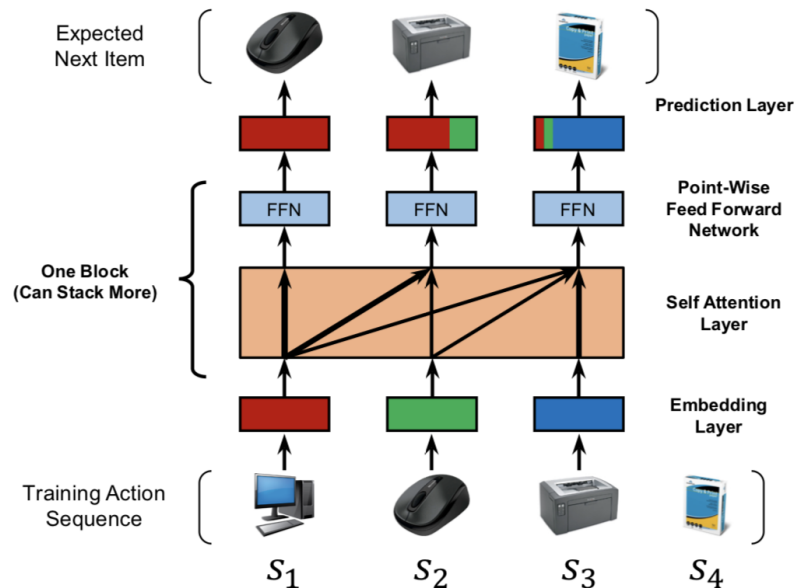 Expected
Next Item
Prediction Layer
FFN
FFN
FFN
Point-Wise
Feed Forward
Network
One Block
(Can Stack More)
Self Attention
Layer
Embedding
Layer
Training Action
Sequence
S1
S2
S3
S4